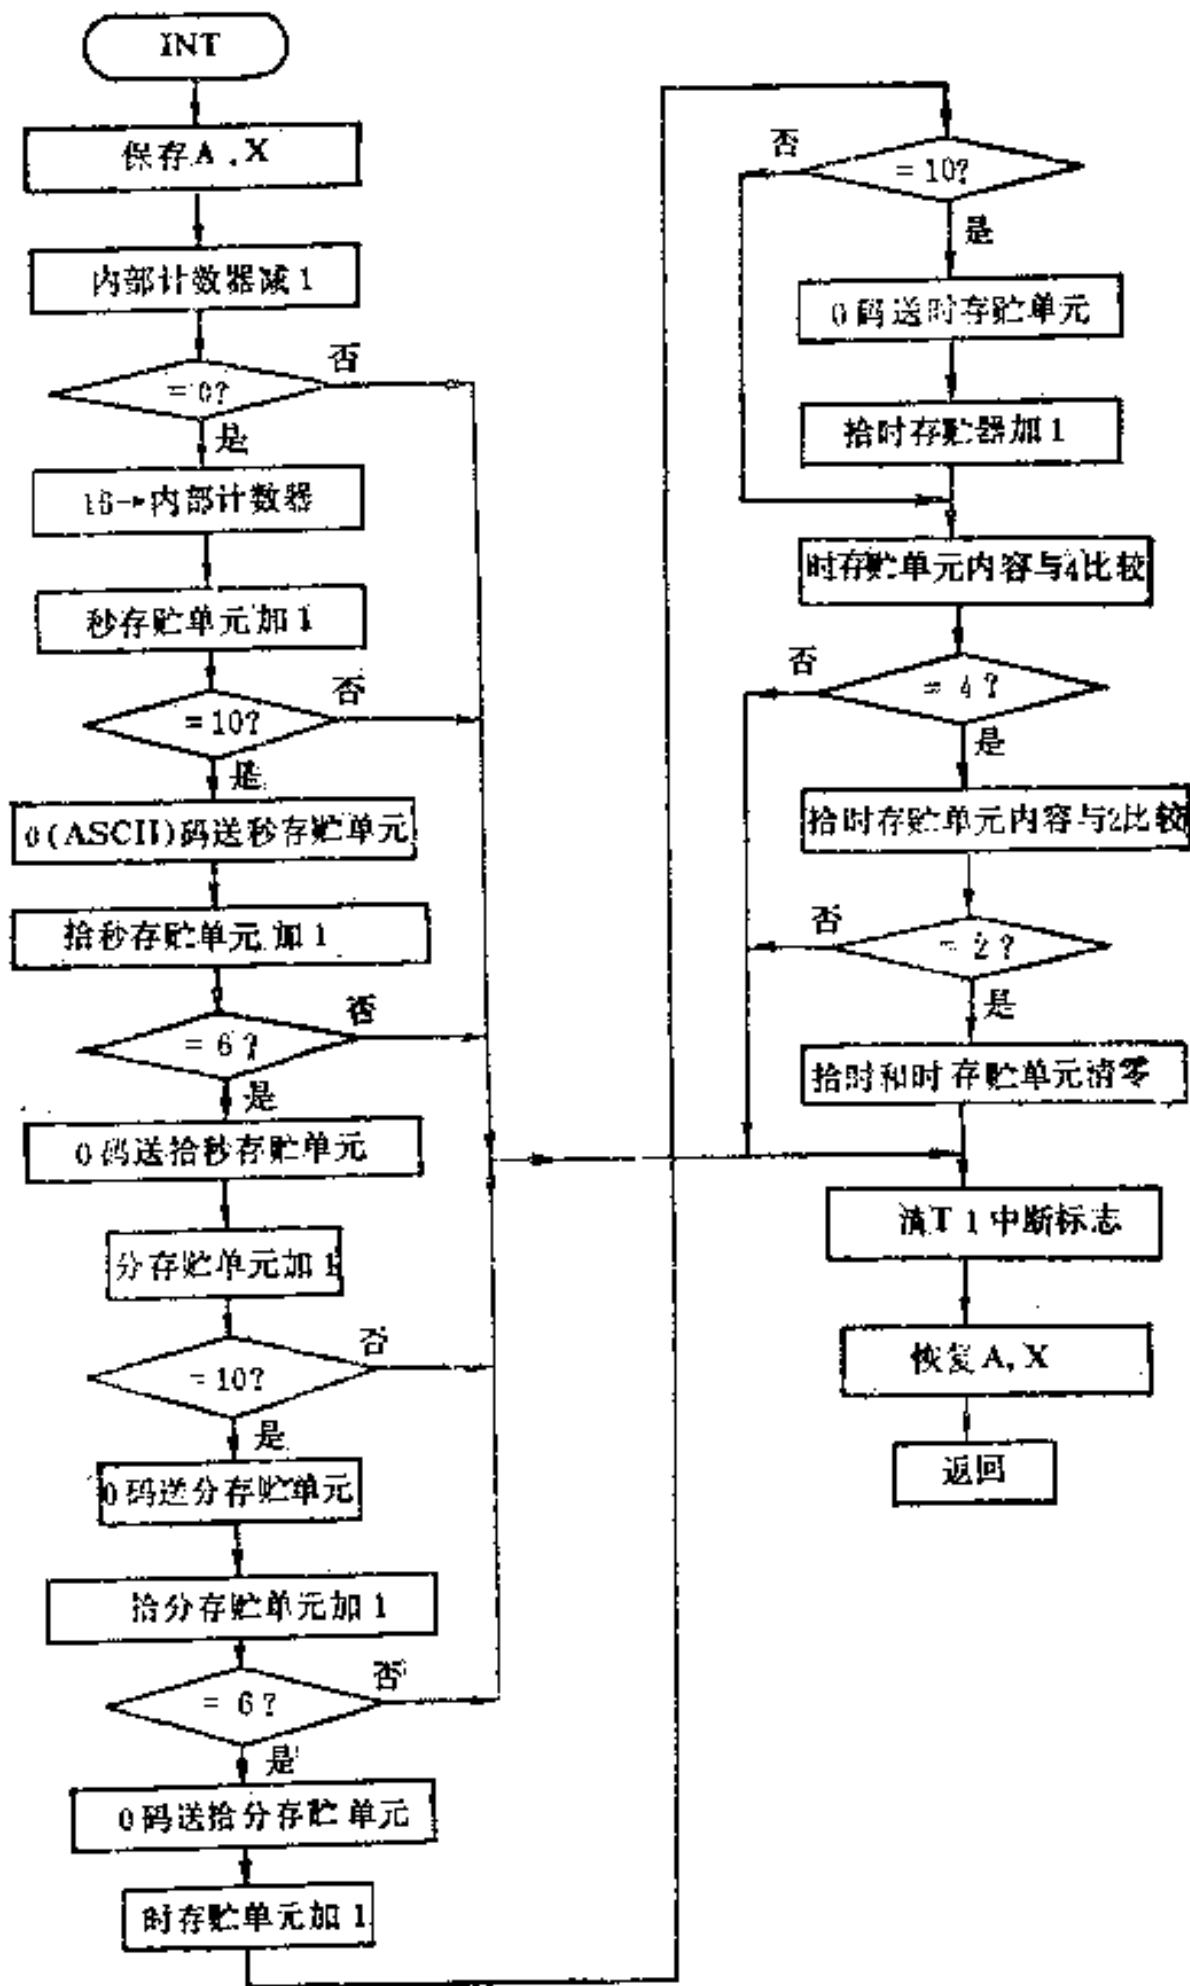 INT
保存A，X
内部计数器减1
=0?
否
是
16→内部计数器
秒存贮单元加1
=10?
否
是
0(ASCII)码送秒存贮单元
拾秒存贮单元加1
=6?
否
是
0码送拾秒存贮单元
分存贮单元加1
=10?
否
是
0码送分存贮单元
拾分存贮单元加1
=6?
否
是
0码送拾分存贮单元
时存贮单元加1
=10?
否
是
0码送时存贮单元
拾时存贮器加1
时存贮单元内容与4比较
=4?
否
是
拾时存贮单元内容与2比较
=2?
否
是
拾时和时存贮单元清零
清T1中断标志
恢复A，X
返回